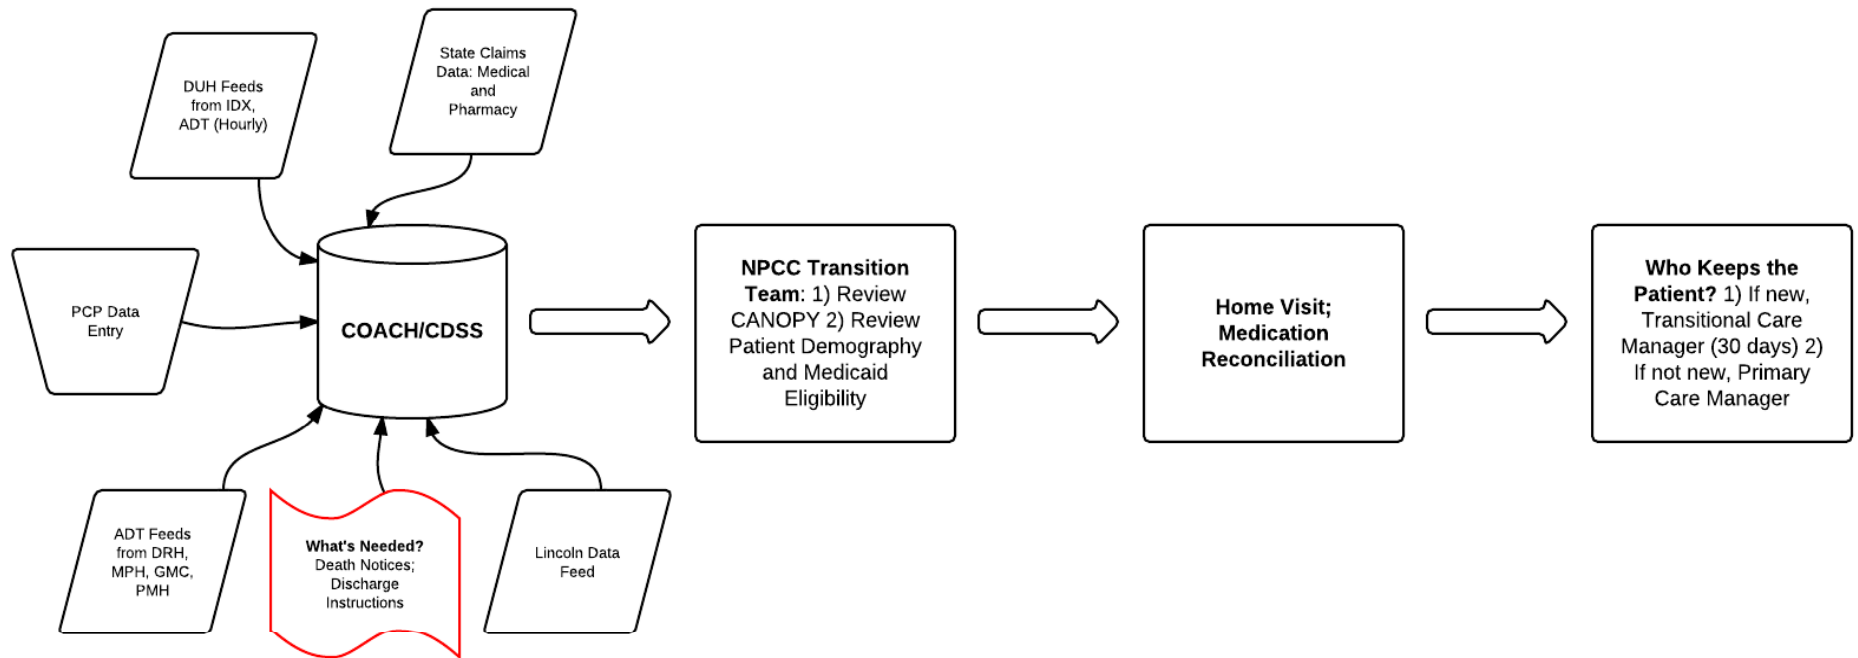 DUH Feeds
from IDX,
ADT (Hourly)
State Claims
Data: Medical
and
Pharmacy
PCP Data
Entry
COACH/CDSS
ADT Feeds
from DRH,
MPH, GMC,
PMH
What's Needed?
Death Notices;
Discharge
Instructions
Lincoln Data
Feed
NPCC Transition
Team: 1) Review
CANOPY 2) Review
Patient Demography
and Medicaid
Eligibility
Home Visit;
Medication
Reconciliation
Who Keeps the
Patient? 1) If new,
Transitional Care
Manager (30 days) 2)
If not new, Primary
Care Manager